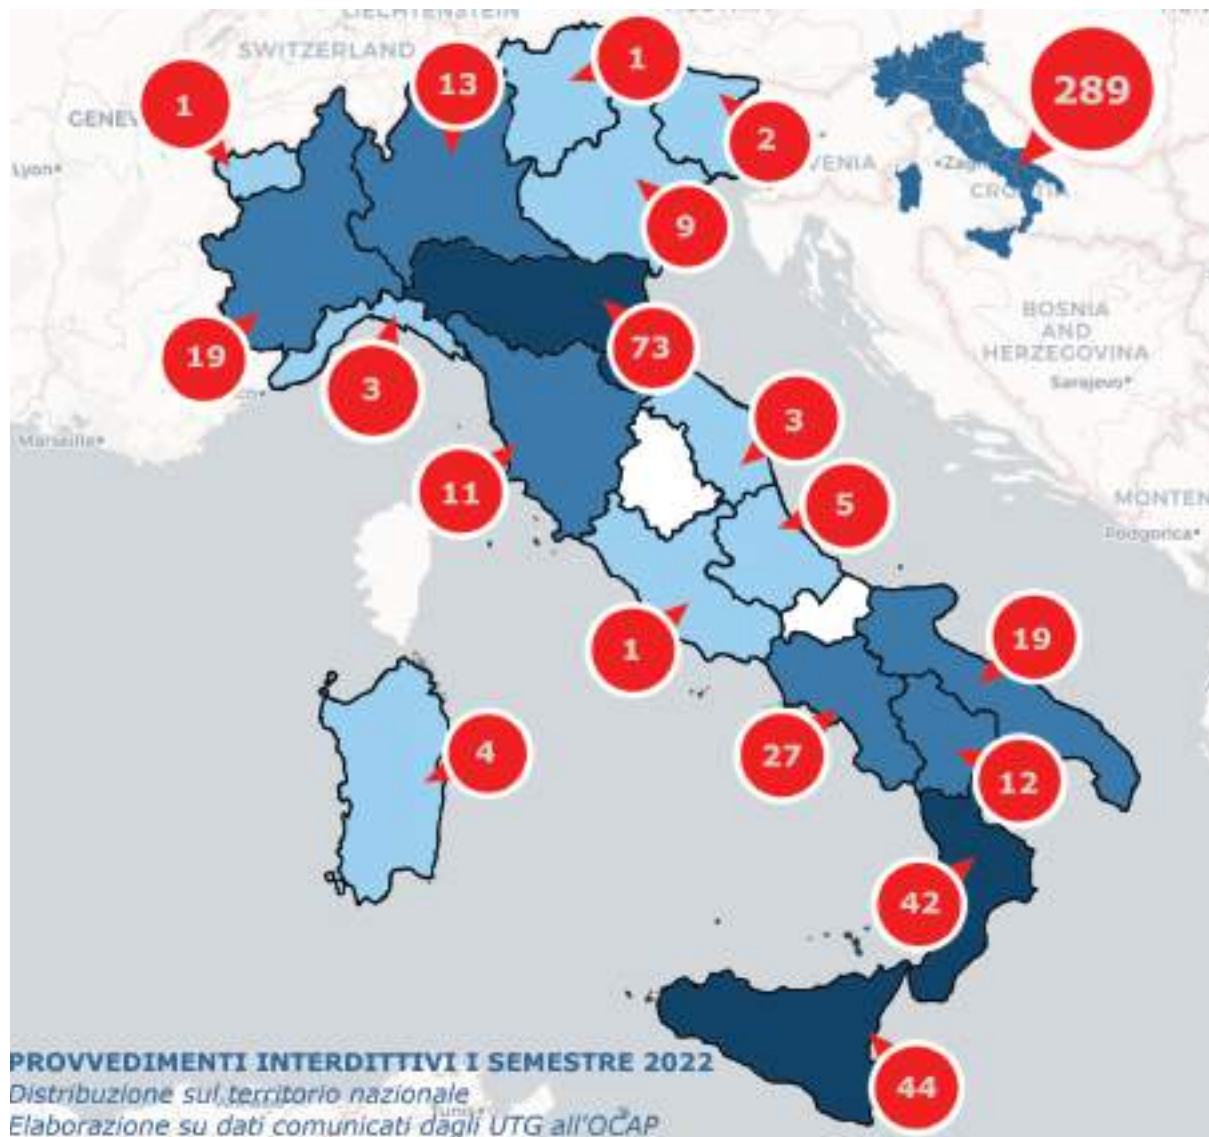 LIECHTENSTEIN
SWITZERLAND
1
13
1
289
GENEV
2
Lyon
VENIA
Zag
CROATIA
9
BOSNIA
AND
HERZEGOVINA
Sarajevo
19
3
73
3
Marseille
11
5
MONTEN
Podgorica
1
19
4
27
12
42
44
PROVVEDIMENTI INTERDITTIVI I SEMESTRE 2022
Distribuzione sul territorio nazionale
Elaborazione su dati comunicati dagli UTG all'OCAP